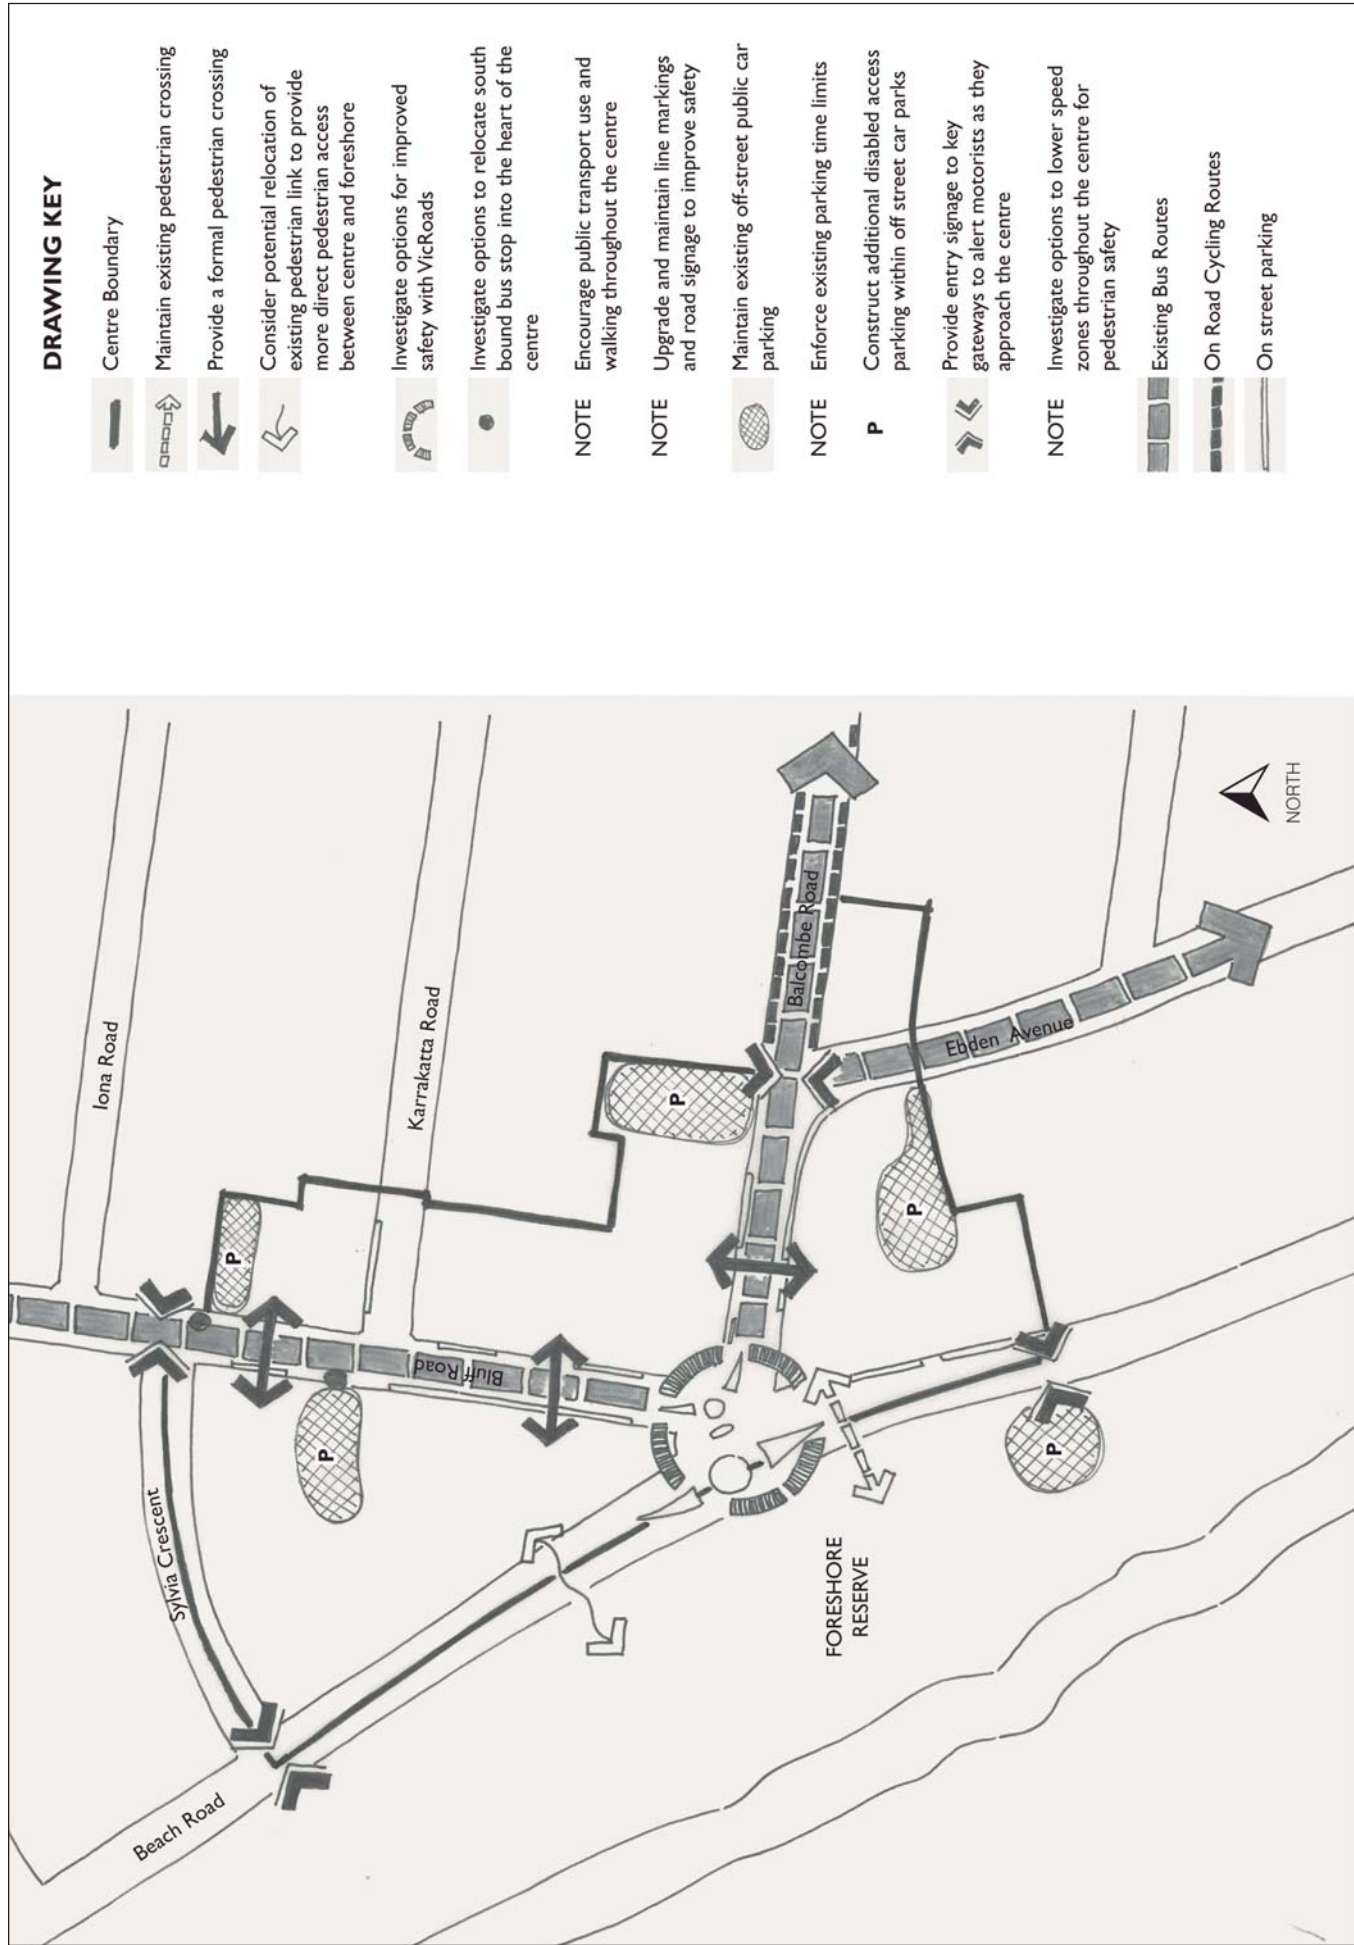 DRAWING KEY
Centre Boundary
Maintain existing pedestrian crossing
Provide a formal pedestrian crossing
Consider potential relocation of
existing pedestrian link to provide
more direct pedestrian access
between centre and foreshore
Investigate options for improved
safety with VicRoads
Investigate options to relocate south
bound bus stop into the heart of the
centre
NOTE Encourage public transport use and
walking throughout the centre
NOTE Upgrade and maintain line markings
and road signage to improve safety
Maintain existing off-street public car
parking
NOTE Enforce existing parking time limits
P Construct additional disabled access
parking within off street car parks
Provide entry signage to key
gateways to alert motorists as they
approach the centre
NOTE Investigate options to lower speed
zones throughout the centre for
pedestrian safety
Existing Bus Routes
On Road Cycling Routes
On street parking
Iona Road
Karrakatta Road
Balcombe Road
Ebden Avenue
Bluff Road
Sylvia Crescent
Beach Road
FORESHORE
RESERVE
P
P
P
P
P
NORTH